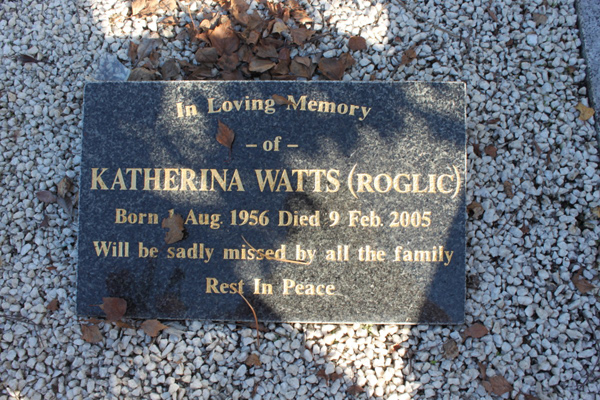 In Loving Memory
– of –
KATHERINA WATTS (ROGLIC)
Born 1 Aug 1956 Died 9 Feb. 2005
Will be sadly missed by all the family
Rest In Peace